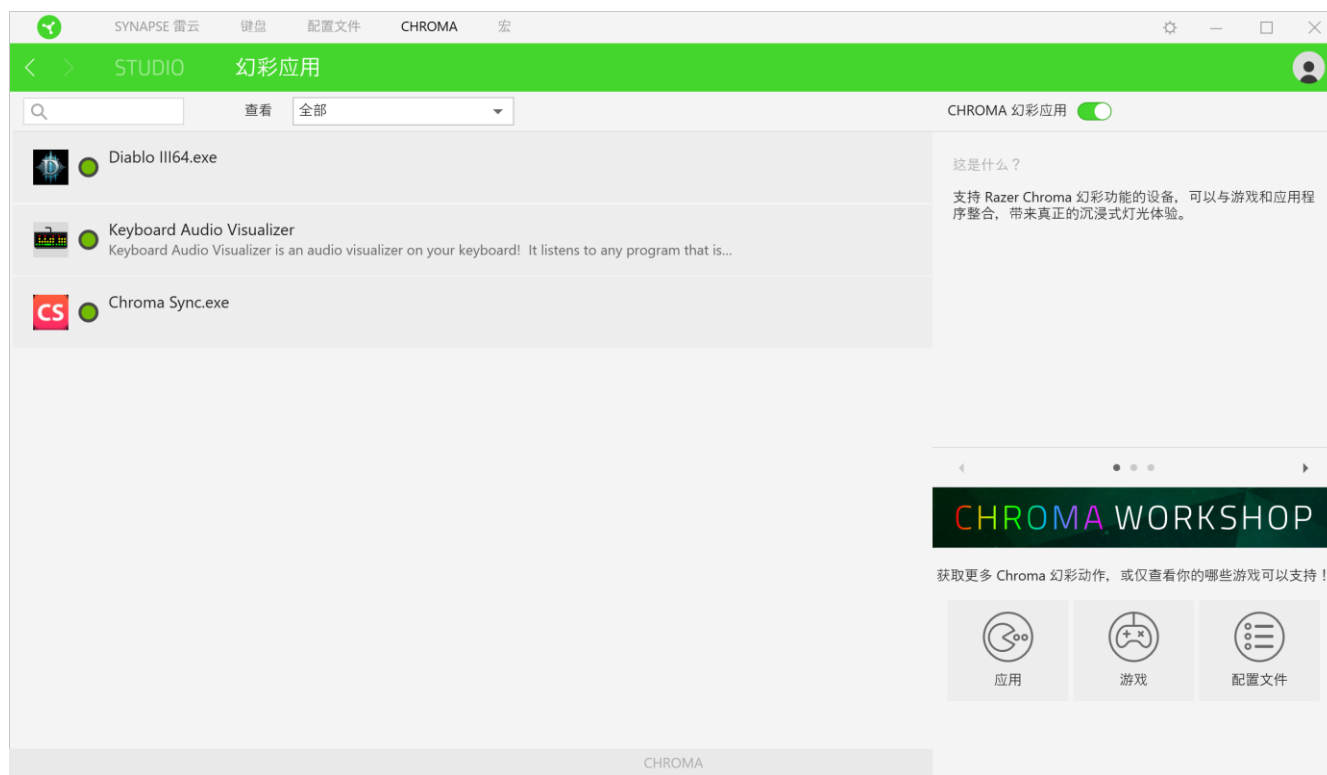 SYNAPSE 雷云 键盘 配置文件 CHROMA 宏
STUDIO 幻彩应用
查看 全部
CHROMA 幻彩应用
Diablo III64.exe
Keyboard Audio Visualizer
Keyboard Audio Visualizer is an audio visualizer on your keyboard! It listens to any program that is...
CS
Chroma Sync.exe
这是什么？
支持 Razer Chroma 幻彩功能的设备，可以与游戏和应用程
序整合，带来真正的沉浸式灯光体验。
CHROMA WORKSHOP
获取更多 Chroma 幻彩动作，或仅查看你的哪些游戏可以支持！
应用 游戏 配置文件
CHROMA